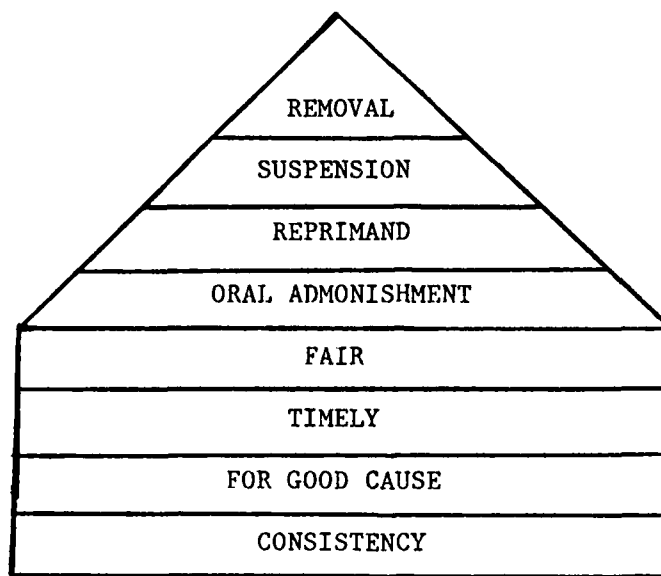 REMOVAL
SUSPENSION
REPRIMAND
ORAL ADMONISHMENT
FAIR
TIMELY
FOR GOOD CAUSE
CONSISTENCY